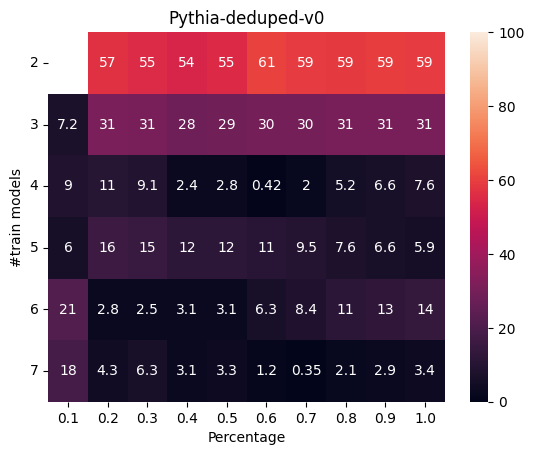 Pythia-deduped-v0
100
2 57 55 54 55 61 59 59 59 59
80
3 7.2 31 31 28 29 30 30 31 31 31
#train models
60
4 9 11 9.1 2.4 2.8 0.42 2 5.2 6.6 7.6
40
5 6 16 15 12 12 11 9.5 7.6 6.6 5.9
6 21 2.8 2.5 3.1 3.1 6.3 8.4 11 13 14
20
7 18 4.3 6.3 3.1 3.3 1.2 0.35 2.1 2.9 3.4
0
0.1 0.2 0.3 0.4 0.5 0.6 0.7 0.8 0.9 1.0
Percentage